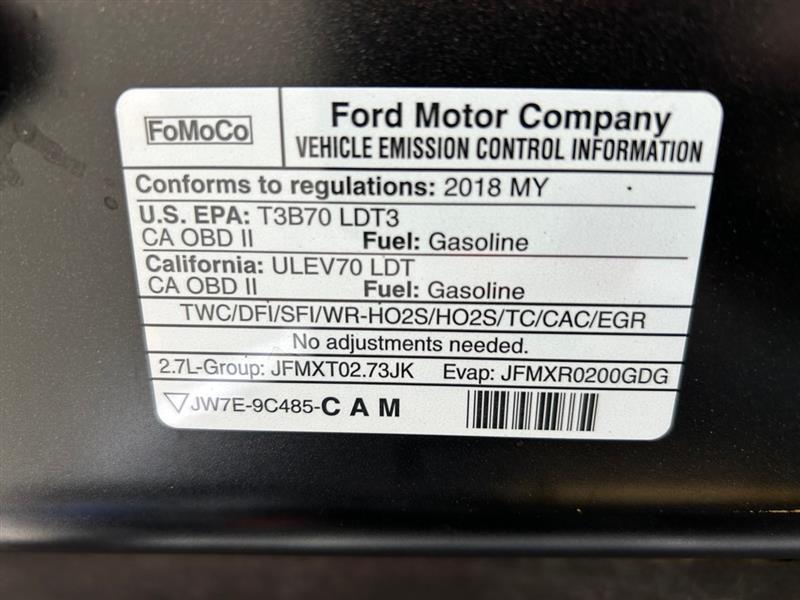 FoMoCo
Ford Motor Company
VEHICLE EMISSION CONTROL INFORMATION
Conforms to regulations: 2018 MY
U.S. EPA: T3B70 LDT3
CA OBD II Fuel: Gasoline
California: ULEV70 LDT
CA OBD II Fuel: Gasoline
TWC/DFI/SFI/WR-HO2S/HO2S/TC/CAC/EGR
No adjustments needed.
2.7L-Group: JFMXT02.73JK Evap: JFMXR0200GDG
JW7E-9C485-CAM